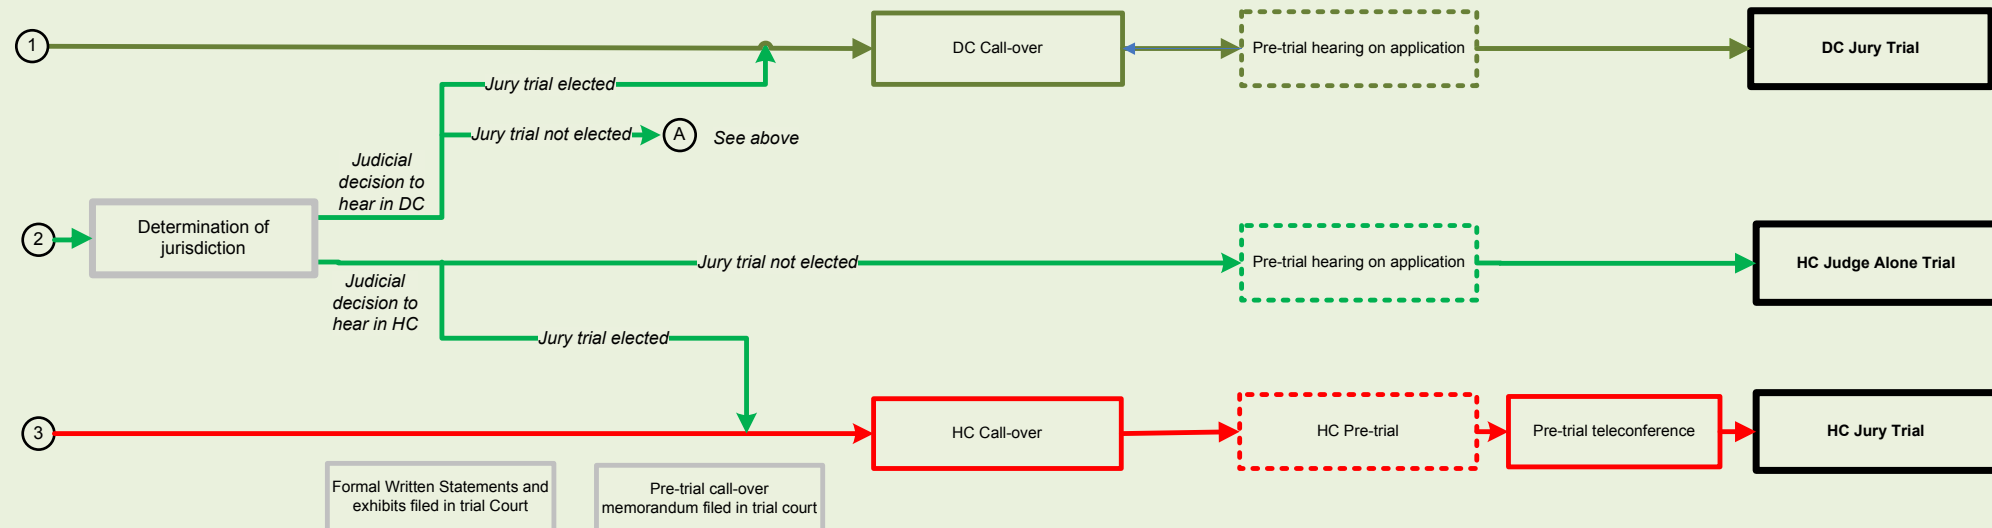 1
DC Call-over
Pre-trial hearing on application
DC Jury Trial
Jury trial elected
Jury trial not elected
A
See above
Judicial
decision to
hear in DC
2
Determination of
jurisdiction
Jury trial not elected
Pre-trial hearing on application
HC Judge Alone Trial
Judicial
decision to
hear in HC
Jury trial elected
3
HC Call-over
HC Pre-trial
Pre-trial teleconference
HC Jury Trial
Formal Written Statements and
exhibits filed in trial Court
Pre-trial call-over
memorandum filed in trial court